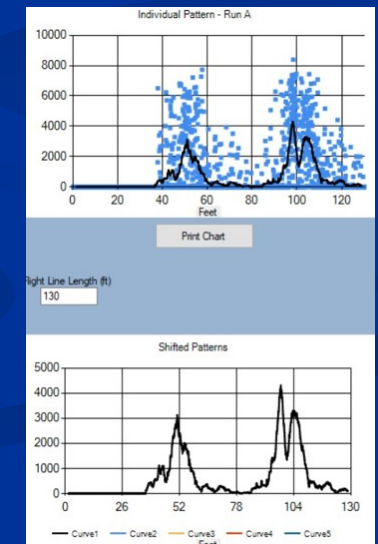 Individual Pattern - Run A
10000
8000
6000
4000
2000
0
0 20 40 60 80 100 120
Feet
Print Chart
Flight Line Length (ft)
130
Shifted Patterns
5000
4000
3000
2000
1000
0
0 26 52 78 104 130
Curve1 Curve2 Curve3 Curve4 Curve5
Feet